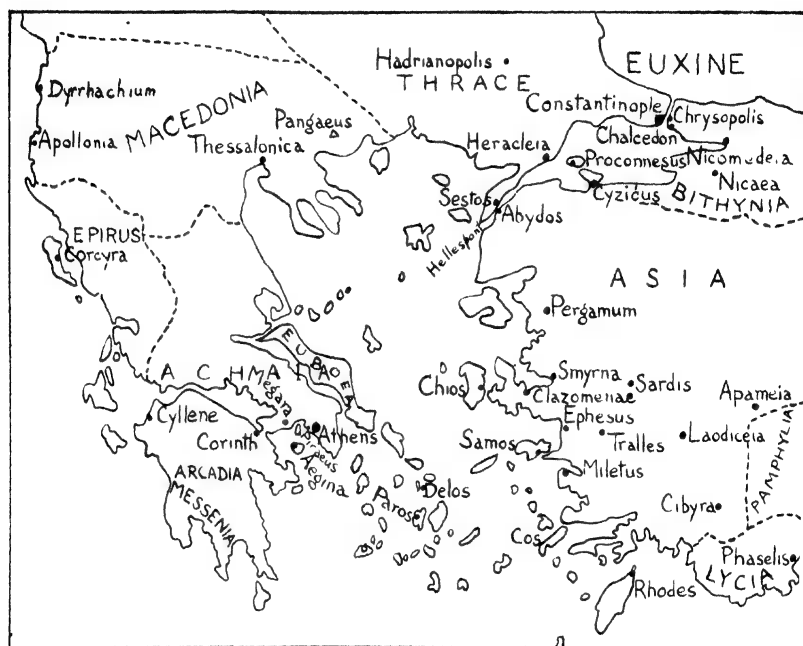 Hadrianopolis
THRACE
EUXINE
Dyrrhachium
MACEDONIA
Pangaeus
Constantinople
Chrysopolis
Apollonia
Thessalonica
Heracleia
Chalcedon
Proconnesus
Nicomedeia
Nicaea
Sestos
Abydos
Cyzicus
BITHYNIA
Hellespont
EPIRUS
Corcyra
ASIA
Pergamum
EUBOEA
ACHAIA
Megara
Chios
Smyrna
Sardis
Clazomenae
Apameia
Cyllene
Corinth
Piraeus
Athens
Ephesus
Tralles
Laodiceia
Samos
Aegina
ARCADIA
MESSENIA
Miletus
PAMPHYLIA
Delos
Paros
Cibyra
Cos
Phaselis
LYCIA
Rhodes